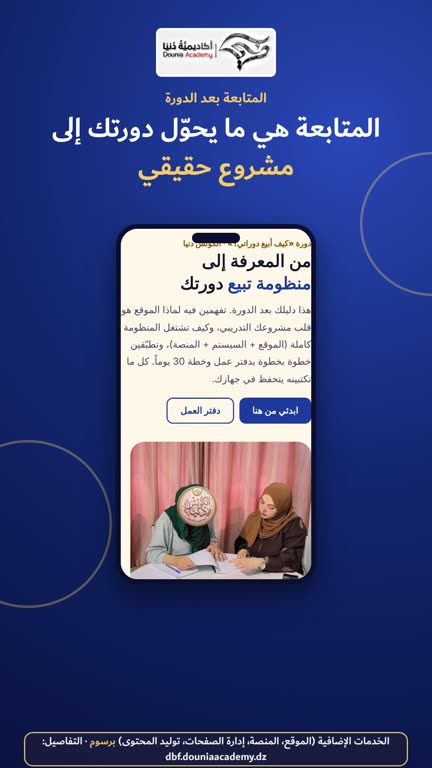 أكاديميّة دُنيَا
Dounia Academy
المتابعة بعد الدورة
المتابعة هي ما يحوّل دورتك إلى
مشروع حقيقي
دورة «كيف أبيع دوراتي؟» · الكوتش دنيا
من المعرفة إلى
منظومة تبيع دورتك
هذا دليلك بعد الدورة. تفهمين فيه لماذا الموقع هو
قلب مشروعك التدريبي، وكيف تشتغل المنظومة
كاملة (الموقع + السيستم + المنصة)، وتطبّقين
خطوة بخطوة بدفتر عمل وخطة 30 يوماً. كل ما
تكتبينه يتحفظ في جهازك.
ابدئي من هنا
دفتر العمل
الكوتش
دنيا
الخدمات الإضافية (الموقع، المنصة، إدارة الصفحات، توليد المحتوى) برسوم · التفاصيل:
dbf.douniaacademy.dz